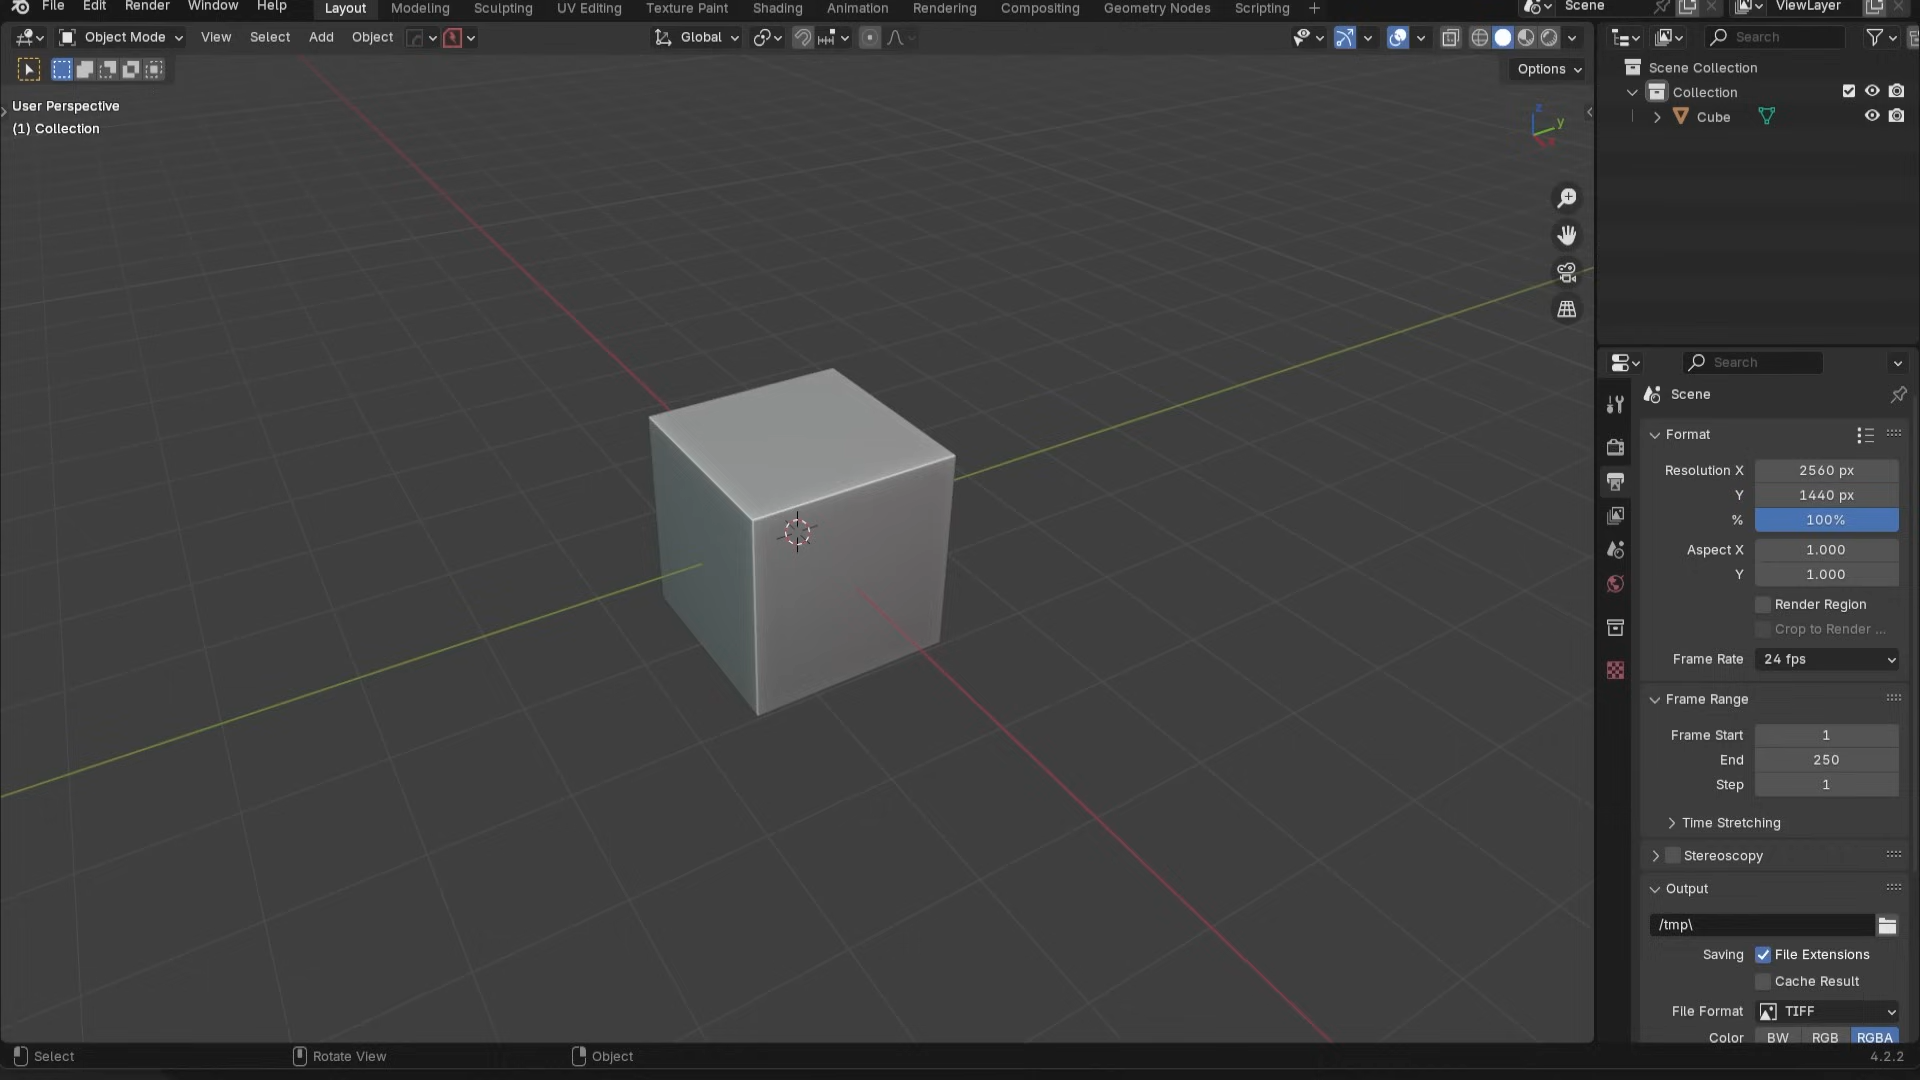 File Edit Render Window Help Layout Modeling Sculpting UV Editing Texture Paint Shading Animation Rendering Compositing Geometry Nodes Scripting + Scene ViewLayer
Object Mode View Select Add Object Global Search
Options
User Perspective
(1) Collection
z
y
x
Scene Collection
Collection
Cube
Search
Scene
Format
Resolution X 2560 px
Y 1440 px
% 100%
Aspect X 1.000
Y 1.000
Render Region
Crop to Render ...
Frame Rate 24 fps
Frame Range
Frame Start 1
End 250
Step 1
Time Stretching
Stereoscopy
Output
/tmp\
Saving File Extensions
Cache Result
File Format TIFF
Color BW RGB RGBA
Select Rotate View Object 4.2.2